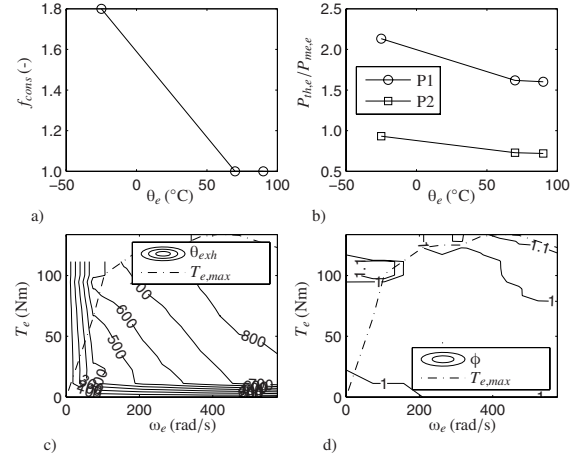 1.8
1.6
1.4
1.2
1.0
f_cons (-)
-50 0 50 100
θ_e (°C)
a)
2.5
2.0
1.5
1.0
0.5
P_th,e/P_me,e
P1
P2
-50 0 50 100
θ_e (°C)
b)
θ_exh
T_e,max
100
50
0
T_e (Nm)
500
600
700
800
0 200 400
ω_e (rad/s)
c)
1.1
1
1
1
1
φ
T_e,max
100
50
0
T_e (Nm)
0 200 400
ω_e (rad/s)
d)